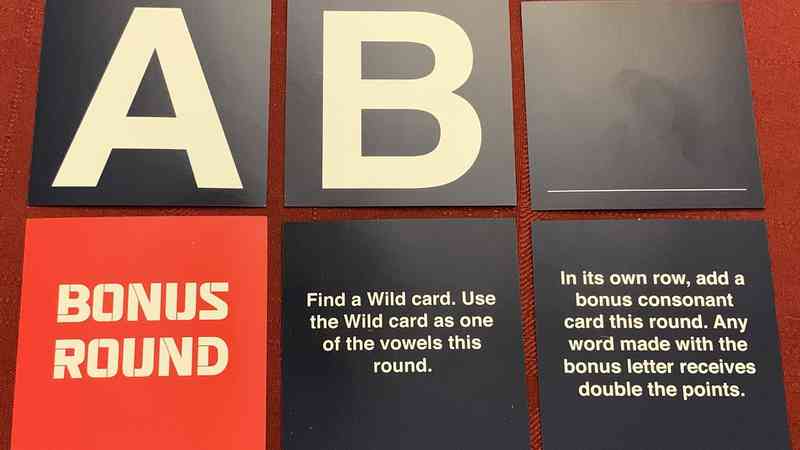 A
B
BONUS
ROUND
Find a Wild card. Use
the Wild card as one
of the vowels this
round.
In its own row, add a
bonus consonant
card this round. Any
word made with the
bonus letter receives
double the points.